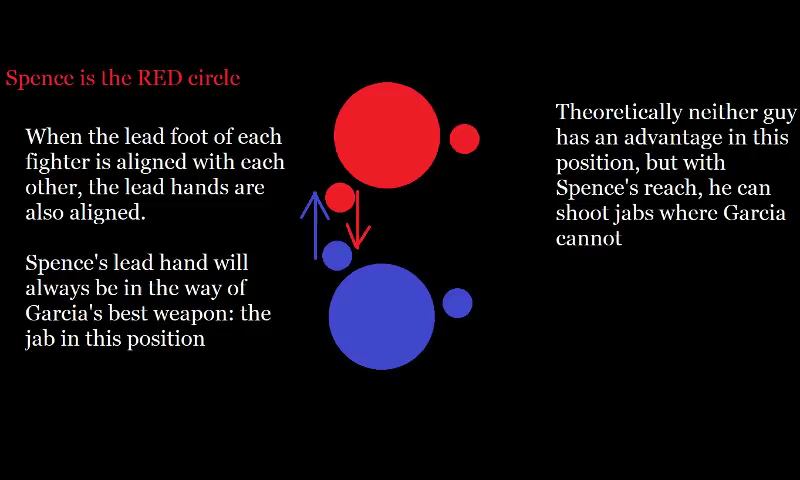 Spence is the RED circle
When the lead foot of each
fighter is aligned with each
other, the lead hands are
also aligned.
Spence's lead hand will
always be in the way of
Garcia's best weapon: the
jab in this position
Theoretically neither guy
has an advantage in this
position, but with
Spence's reach, he can
shoot jabs where Garcia
cannot